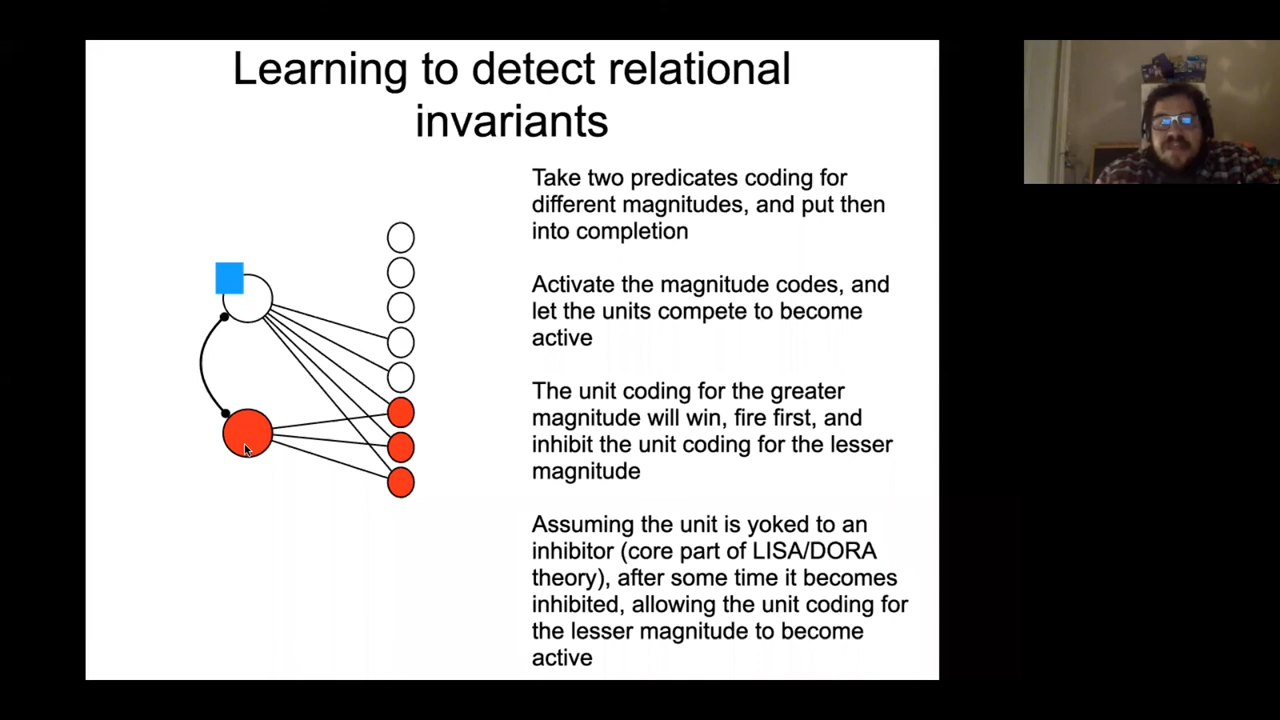 Learning to detect relational
invariants
Take two predicates coding for
different magnitudes, and put then
into completion
Activate the magnitude codes, and
let the units compete to become
active
The unit coding for the greater
magnitude will win, fire first, and
inhibit the unit coding for the lesser
magnitude
Assuming the unit is yoked to an
inhibitor (core part of LISA/DORA
theory), after some time it becomes
inhibited, allowing the unit coding for
the lesser magnitude to become
active